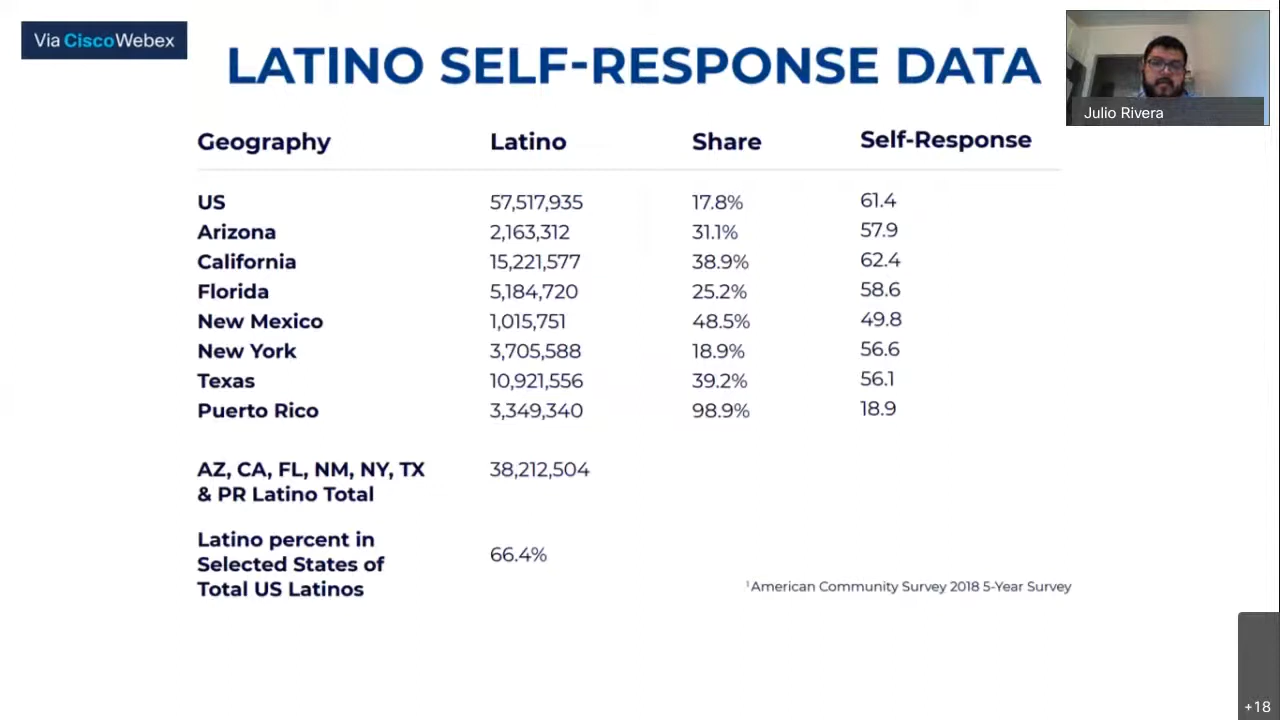 Via CiscoWebex
LATINO SELF-RESPONSE DATA
Julio Rivera
Geography Latino Share Self-Response
US 57,517,935 17.8% 61.4
Arizona 2,163,312 31.1% 57.9
California 15,221,577 38.9% 62.4
Florida 5,184,720 25.2% 58.6
New Mexico 1,015,751 48.5% 49.8
New York 3,705,588 18.9% 56.6
Texas 10,921,556 39.2% 56.1
Puerto Rico 3,349,340 98.9% 18.9
AZ, CA, FL, NM, NY, TX 38,212,504
& PR Latino Total
Latino percent in
Selected States of 66.4%
Total US Latinos
¹American Community Survey 2018 5-Year Survey
+18